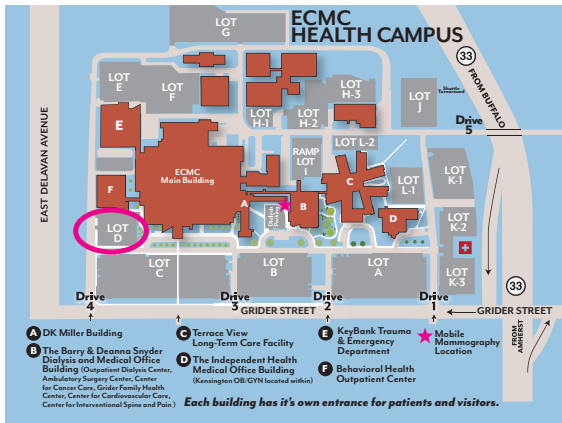 ECMC
HEALTH CAMPUS
LOT
G
33
FROM BUFFALO
LOT
E
LOT
F
LOT
H-3
LOT
J
Shuttle
Turnaround
LOT
H-1
LOT
H-2
Drive
5
E
EAST DELAVAN AVENUE
ECMC
Main Building
RAMP
LOT
I
LOT L-2
LOT
K-1
F
C
LOT
L-1
A
B
Dialysis
Parking
D
LOT
D
LOT
K-2
LOT
C
LOT
B
LOT
A
LOT
K-3
33
Drive
4
Drive
3
Drive
2
Drive
1
GRIDER STREET
GRIDER STREET
FROM
AMHERST
A DK Miller Building
B The Barry & Deanna Snyder
Dialysis and Medical Office
Building (Outpatient Dialysis Center,
Ambulatory Surgery Center, Center
for Cancer Care, Grider Family Health
Center, Center for Cardiovascular Care,
Center for Interventional Spine and Pain )
C Terrace View
Long-Term Care Facility
D The Independent Health
Medical Office Building
(Kensington OB/GYN located within)
E KeyBank Trauma
& Emergency
Department
F Behavioral Health
Outpatient Center
Mobile
Mammography
Location
Each building has it's own entrance for patients and visitors.